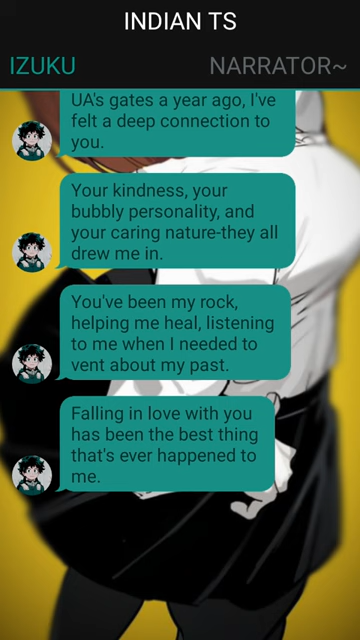 INDIAN TS
IZUKU
NARRATOR~
UA's gates a year ago, I've
felt a deep connection to
you.
Your kindness, your
bubbly personality, and
your caring nature-they all
drew me in.
You've been my rock,
helping me heal, listening
to me when I needed to
vent about my past.
Falling in love with you
has been the best thing
that's ever happened to
me.